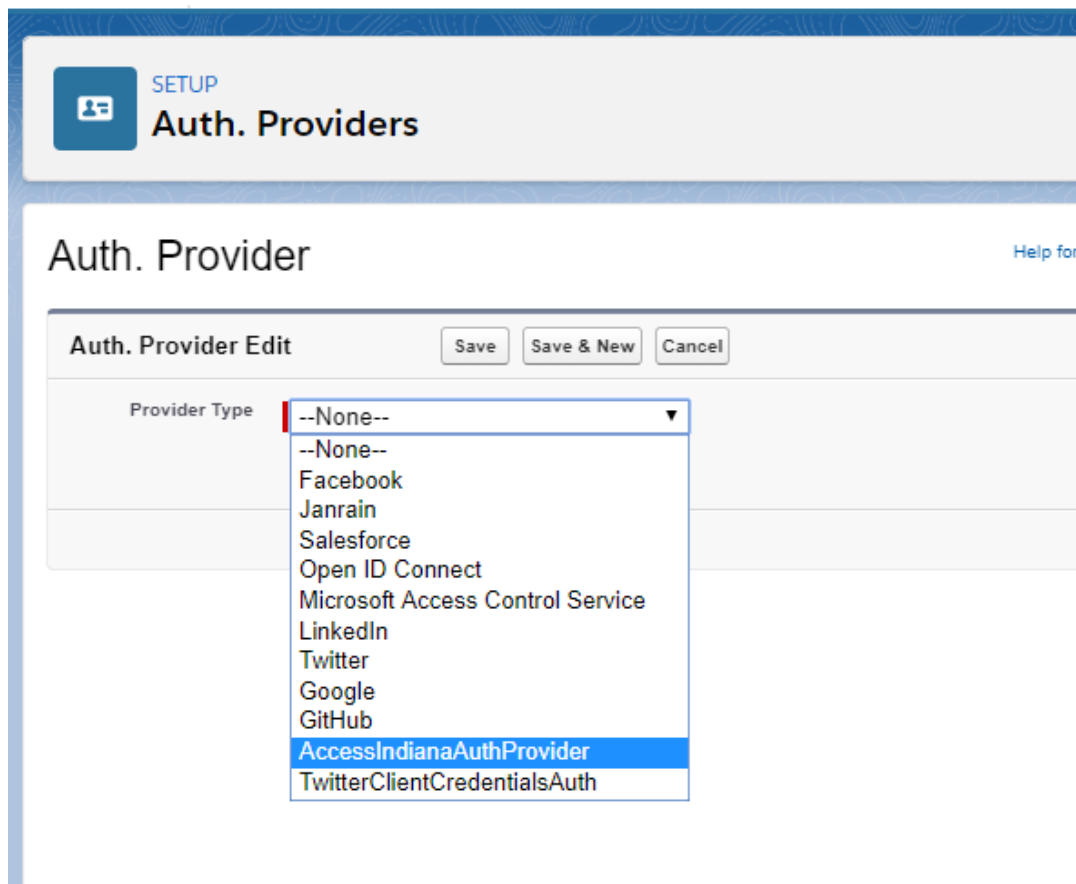 SETUP
Auth. Providers
Auth. Provider
Help for
Auth. Provider Edit
Save
Save & New
Cancel
Provider Type
--None--
--None--
Facebook
Janrain
Salesforce
Open ID Connect
Microsoft Access Control Service
LinkedIn
Twitter
Google
GitHub
AccessIndianaAuthProvider
TwitterClientCredentialsAuth